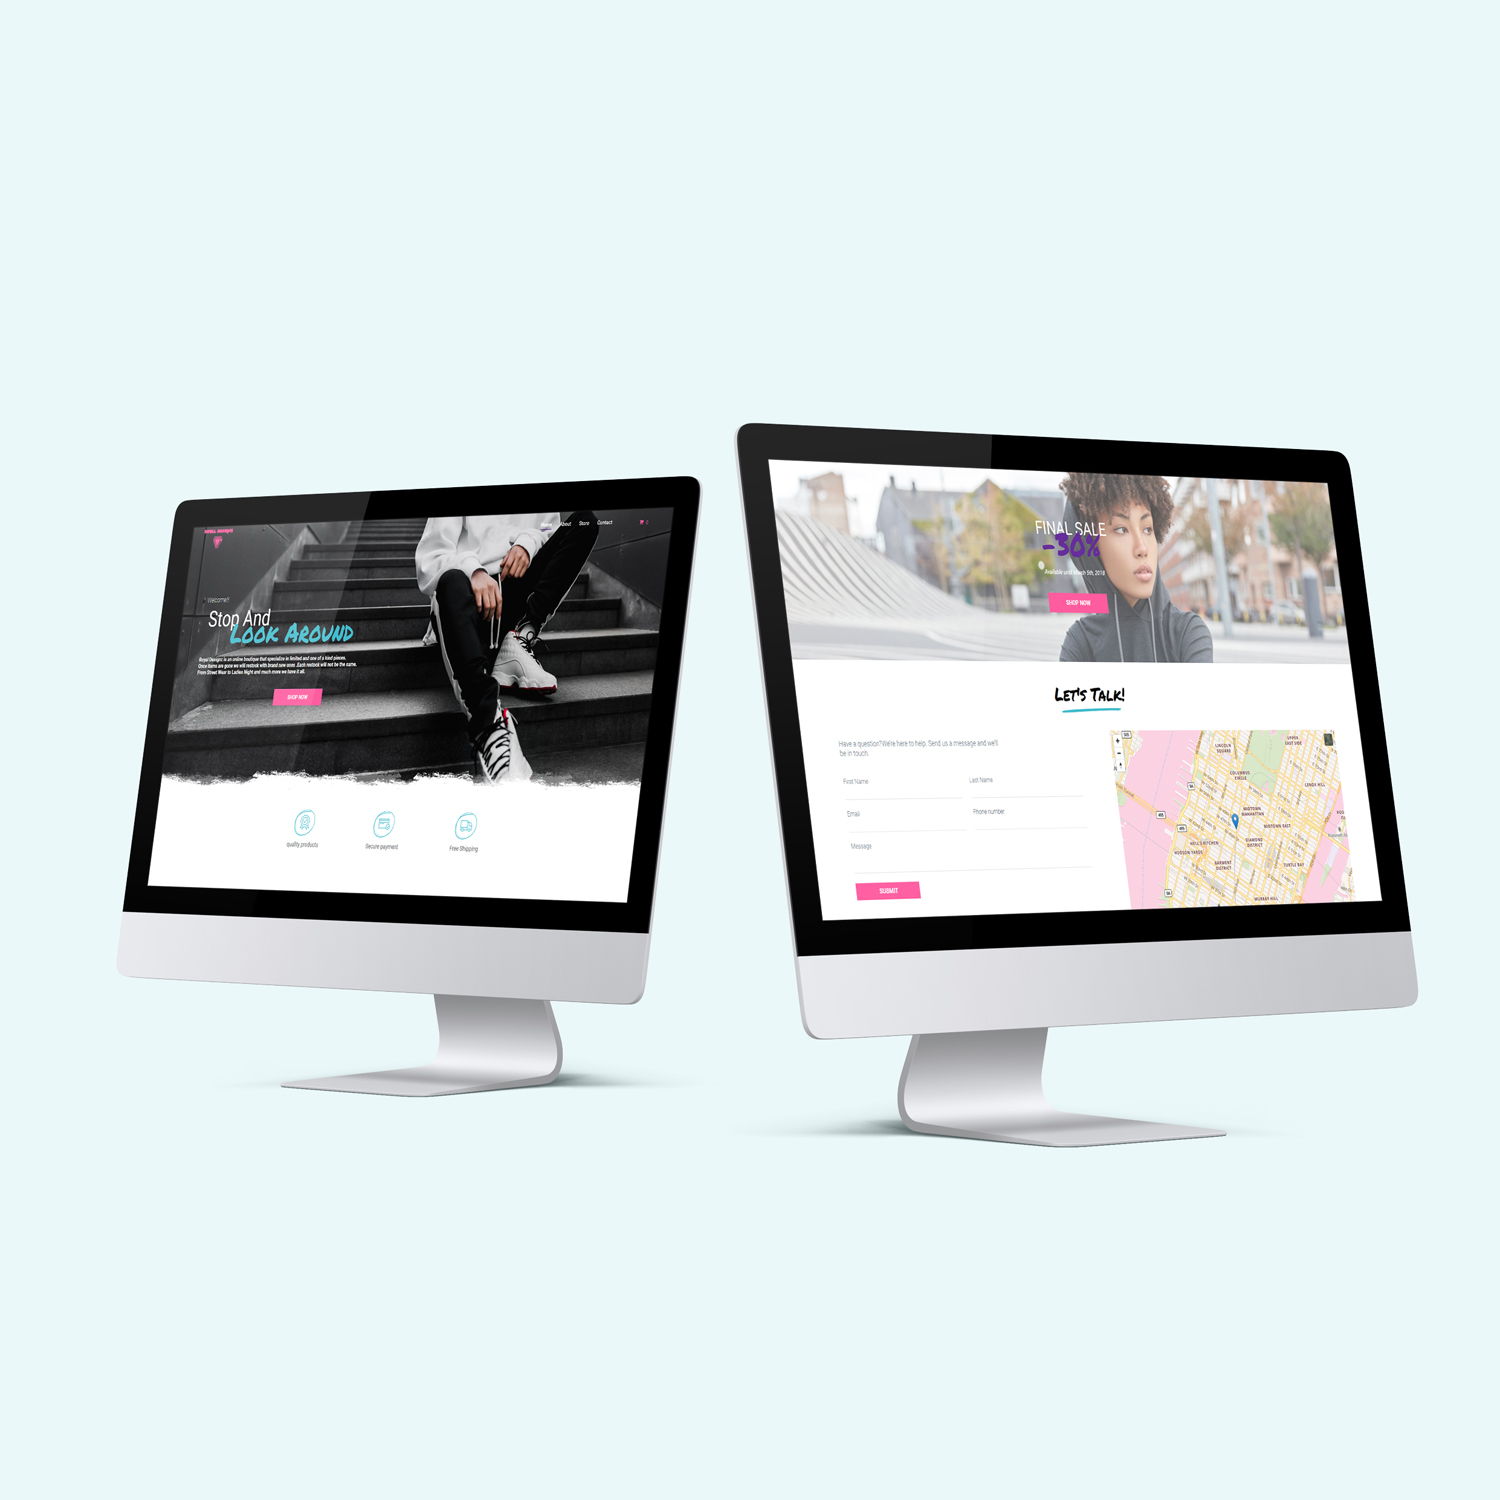 Home About Store Contact 0
Welcome!!
Stop And
Look Around
Royal Designz is an online boutique that specialize in limited and one of a kind pieces.
Once items are gone we will restock with brand new ones .Each restock will not be the same.
From Street Wear to Ladies Night and much more we have it all.
SHOP NOW
quality products
Secure payment
Free Shipping
FINAL SALE
-30%
Available until March 5th, 2018
SHOP NOW
Let's Talk!
Have a question? We're here to help. Send us a message and we'll
be in touch.
First Name
Last Name
Email
Phone number
Message
SUBMIT
LINCOLN
SQUARE
UPPER
EAST SIDE
COLUMBUS
CIRCLE
LENOX HILL
MIDTOWN
MANHATTAN
MIDTOWN EAST
HELL'S KITCHEN
HUDSON YARDS
DIAMOND
DISTRICT
GARMENT
DISTRICT
TURTLE BAY
MURRAY HILL